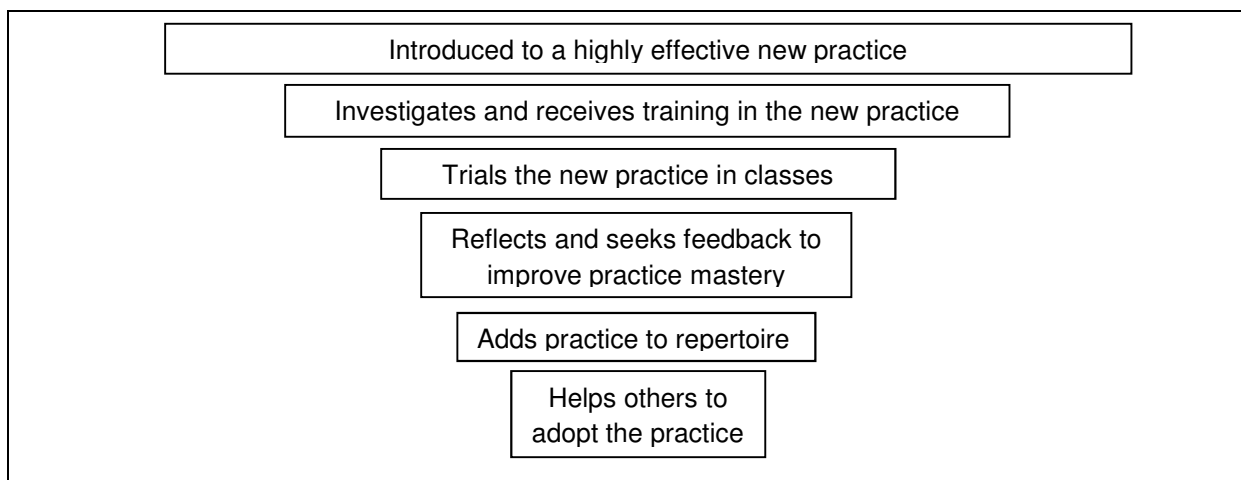 Introduced to a highly effective new practice
Investigates and receives training in the new practice
Trials the new practice in classes
Reflects and seeks feedback to
improve practice mastery
Adds practice to repertoire
Helps others to
adopt the practice